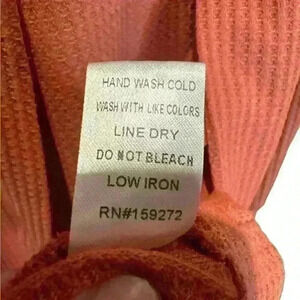 HAND WASH COLD
WASH WITH LIKE COLORS
LINE DRY
DO NOT BLEACH
LOW IRON
RN#159272